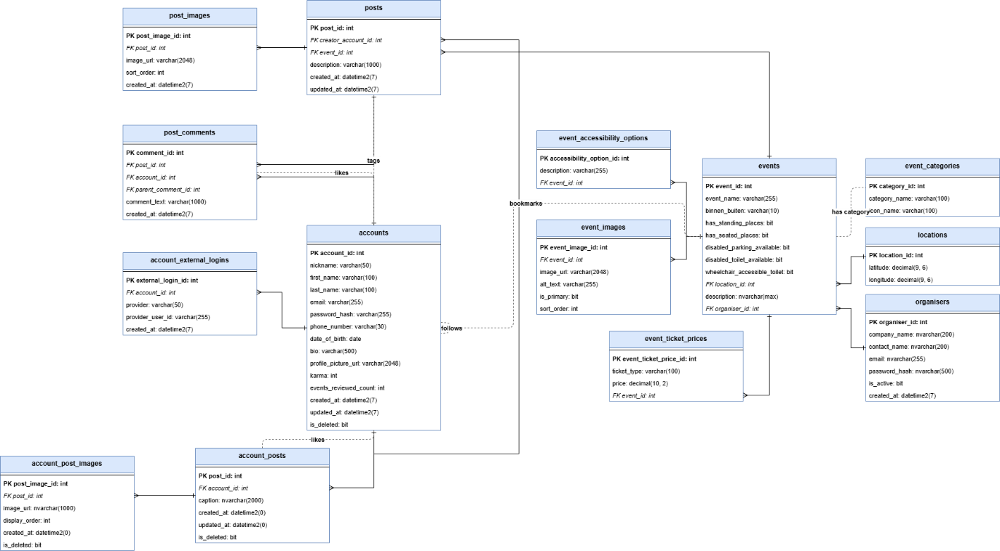 post_images
PK post_image_id: int
FK post_id: int
image_url: varchar(2048)
sort_order: int
created_at: datetime2(7)
posts
PK post_id: int
FK creator_account_id: int
FK event_id: int
description: varchar(1000)
created_at: datetime2(7)
updated_at: datetime2(7)
post_comments
PK comment_id: int
FK post_id: int
FK account_id: int
FK parent_comment_id: int
comment_text: varchar(1000)
created_at: datetime2(7)
tags
likes
account_external_logins
PK external_login_id: int
FK account_id: int
provider: varchar(50)
provider_user_id: varchar(255)
created_at: datetime2(7)
accounts
PK account_id: int
nickname: varchar(50)
first_name: varchar(100)
last_name: varchar(100)
email: varchar(255)
password_hash: varchar(255)
phone_number: varchar(30)
date_of_birth: date
bio: varchar(500)
profile_picture_url: varchar(2048)
karma: int
events_reviewed_count: int
created_at: datetime2(7)
updated_at: datetime2(7)
is_deleted: bit
follows
bookmarks
event_accessibility_options
PK accessibility_option_id: int
description: varchar(255)
FK event_id: int
event_images
PK event_image_id: int
FK event_id: int
image_url: varchar(2048)
alt_text: varchar(255)
is_primary: bit
sort_order: int
events
PK event_id: int
event_name: varchar(255)
binnen_buiten: varchar(10)
has_standing_places: bit
has_seated_places: bit
disabled_parking_available: bit
disabled_toilet_available: bit
wheelchair_accessible_toilet: bit
FK location_id: int
description: nvarchar(max)
FK organiser_id: int
event_categories
PK category_id: int
category_name: varchar(100)
icon_name: varchar(100)
has category
locations
PK location_id: int
latitude: decimal(9, 6)
longitude: decimal(9, 6)
organisers
PK organiser_id: int
company_name: nvarchar(200)
contact_name: nvarchar(200)
email: nvarchar(255)
password_hash: nvarchar(500)
is_active: bit
created_at: datetime2(7)
event_ticket_prices
PK event_ticket_price_id: int
ticket_type: varchar(100)
price: decimal(10, 2)
FK event_id: int
likes
account_posts
PK post_id: int
FK account_id: int
caption: nvarchar(2000)
created_at: datetime2(0)
updated_at: datetime2(0)
is_deleted: bit
account_post_images
PK post_image_id: int
FK post_id: int
image_url: nvarchar(1000)
display_order: int
created_at: datetime2(0)
is_deleted: bit